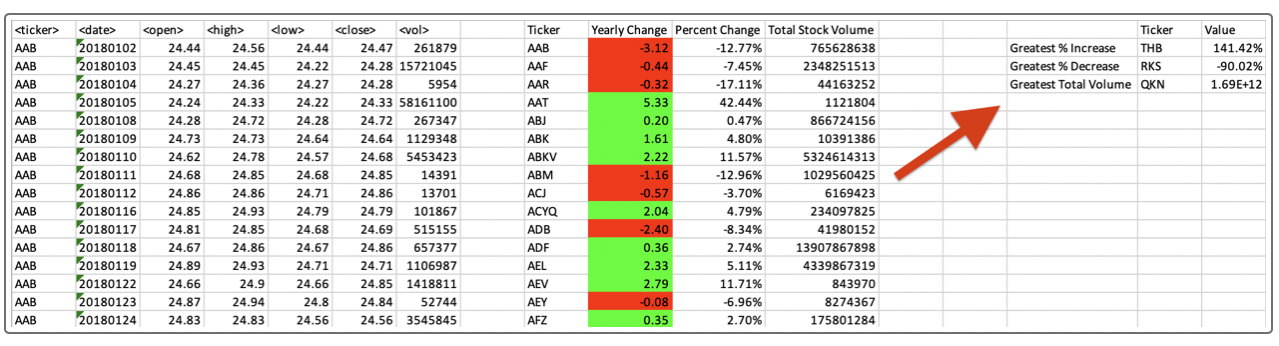 <ticker> <date> <open> <high> <low> <close> <vol> Ticker Yearly Change Percent Change Total Stock Volume Ticker Value
AAB 20180102 24.44 24.56 24.44 24.47 261879 AAB -3.12 -12.77% 765628638 Greatest % Increase THB 141.42%
AAB 20180103 24.45 24.45 24.22 24.28 15721045 AAF -0.44 -7.45% 2348251513 Greatest % Decrease RKS -90.02%
AAB 20180104 24.27 24.36 24.27 24.28 5954 AAR -0.32 -17.11% 44163252 Greatest Total Volume QKN 1.69E+12
AAB 20180105 24.24 24.33 24.22 24.33 58161100 AAT 5.33 42.44% 1121804
AAB 20180108 24.28 24.72 24.28 24.72 267347 ABJ 0.20 0.47% 866724156
AAB 20180109 24.73 24.73 24.64 24.64 1129348 ABK 1.61 4.80% 10391386
AAB 20180110 24.62 24.78 24.57 24.68 5453423 ABKV 2.22 11.57% 5324614313
AAB 20180111 24.68 24.85 24.68 24.85 14391 ABM -1.16 -12.96% 1029560425
AAB 20180112 24.86 24.86 24.71 24.86 13701 ACJ -0.57 -3.70% 6169423
AAB 20180116 24.85 24.93 24.79 24.79 101867 ACYQ 2.04 4.79% 234097825
AAB 20180117 24.81 24.85 24.68 24.69 515155 ADB -2.40 -8.34% 41980152
AAB 20180118 24.67 24.86 24.67 24.86 657377 ADF 0.36 2.74% 13907867898
AAB 20180119 24.89 24.93 24.71 24.71 1106987 AEL 2.33 5.11% 4339867319
AAB 20180122 24.66 24.9 24.66 24.85 1418811 AEV 2.79 11.71% 843970
AAB 20180123 24.87 24.94 24.8 24.84 52744 AEY -0.08 -6.96% 8274367
AAB 20180124 24.83 24.83 24.56 24.56 3545845 AFZ 0.35 2.70% 175801284